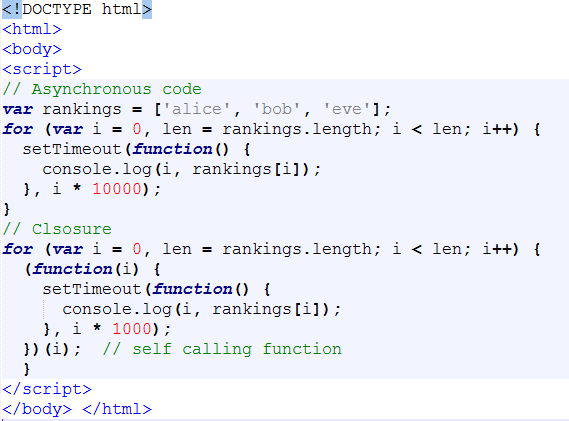 <!DOCTYPE html>
<html>
<body>
<script>
// Asynchronous code
var rankings = ['alice', 'bob', 'eve'];
for (var i = 0, len = rankings.length; i < len; i++) {
  setTimeout(function() {
    console.log(i, rankings[i]);
  }, i * 10000);
}
// Clsosure
for (var i = 0, len = rankings.length; i < len; i++) {
  (function(i) {
    setTimeout(function() {
      console.log(i, rankings[i]);
    }, i * 1000);
  })(i);  // self calling function
  }
</script>
</body> </html>